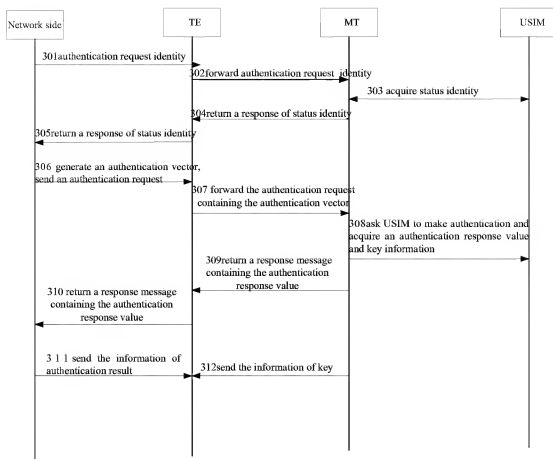 Network side
TE
MT
USIM
301authentication request identity
302forward authentication request identity
303 acquire status identity
304return a response of status identity
305return a response of status identity
306 generate an authentication vector,
send an authentication request
307 forward the authentication request
containing the authentication vector
308ask USIM to make authentication and
acquire an authentication response value
and key information
309return a response message
containing the authentication
response value
310 return a response message
containing the authentication
response value
3 1 1 send the information of
authentication result
312send the information of key